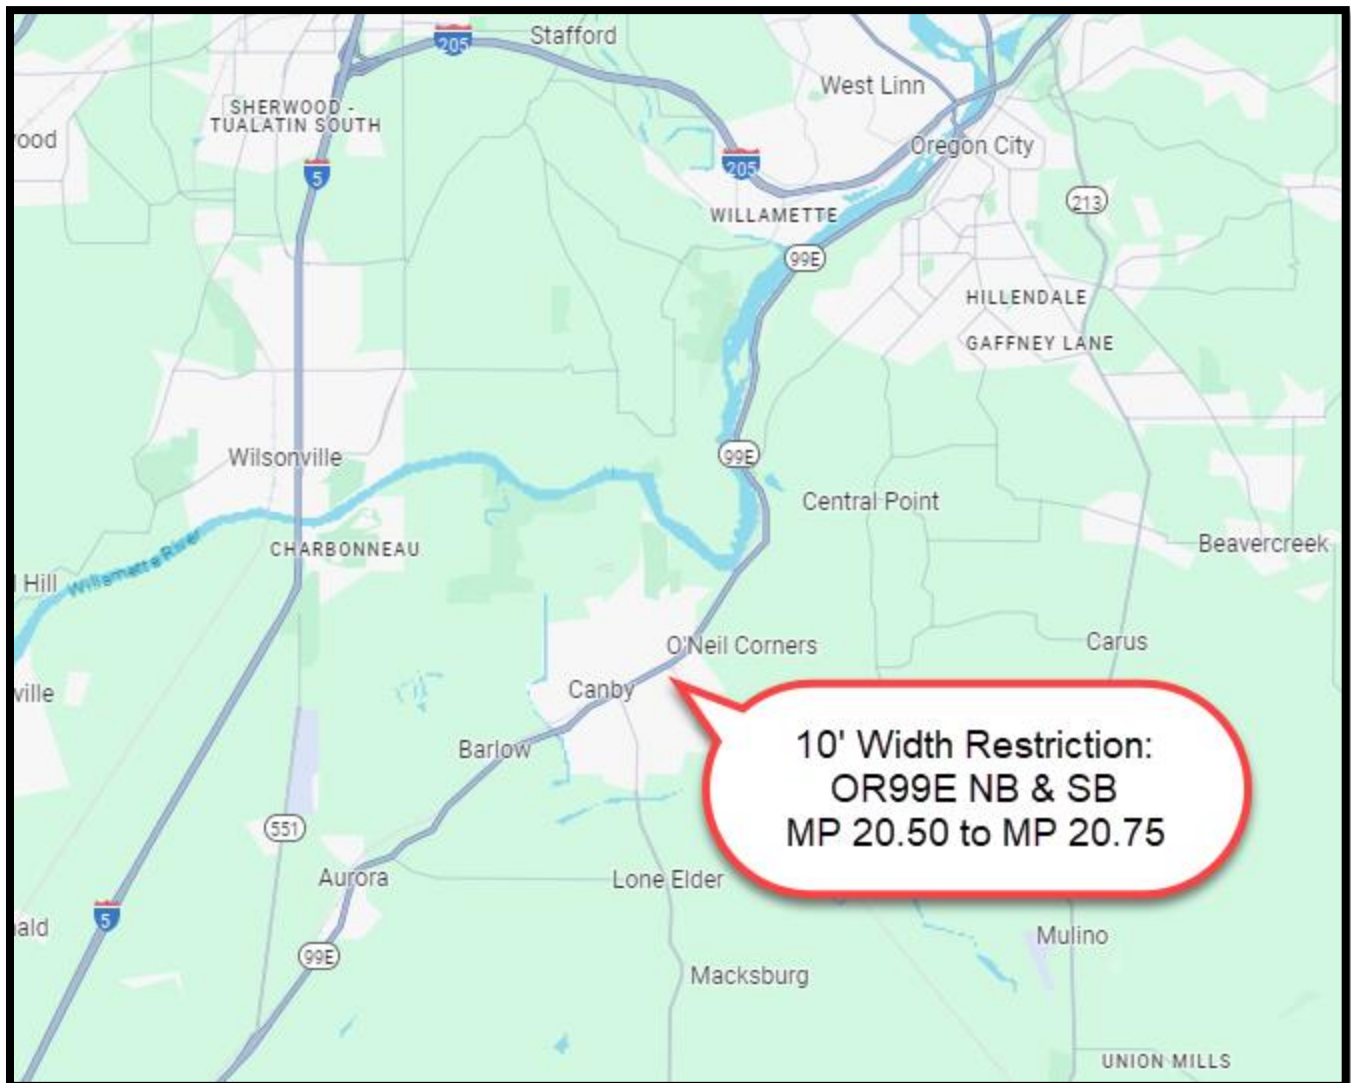 205
Stafford
West Linn
SHERWOOD -
TUALATIN SOUTH
ood
Oregon City
205
5
213
WILLAMETTE
99E
HILLENDALE
GAFFNEY LANE
Wilsonville
99E
Central Point
Beavercreek
CHARBONNEAU
Willamette River
Hill
O'Neil Corners
Carus
ville
Canby
Barlow
10' Width Restriction:
OR99E NB & SB
MP 20.50 to MP 20.75
551
Aurora
Lone Elder
5
ald
Mulino
99E
Macksburg
UNION MILLS